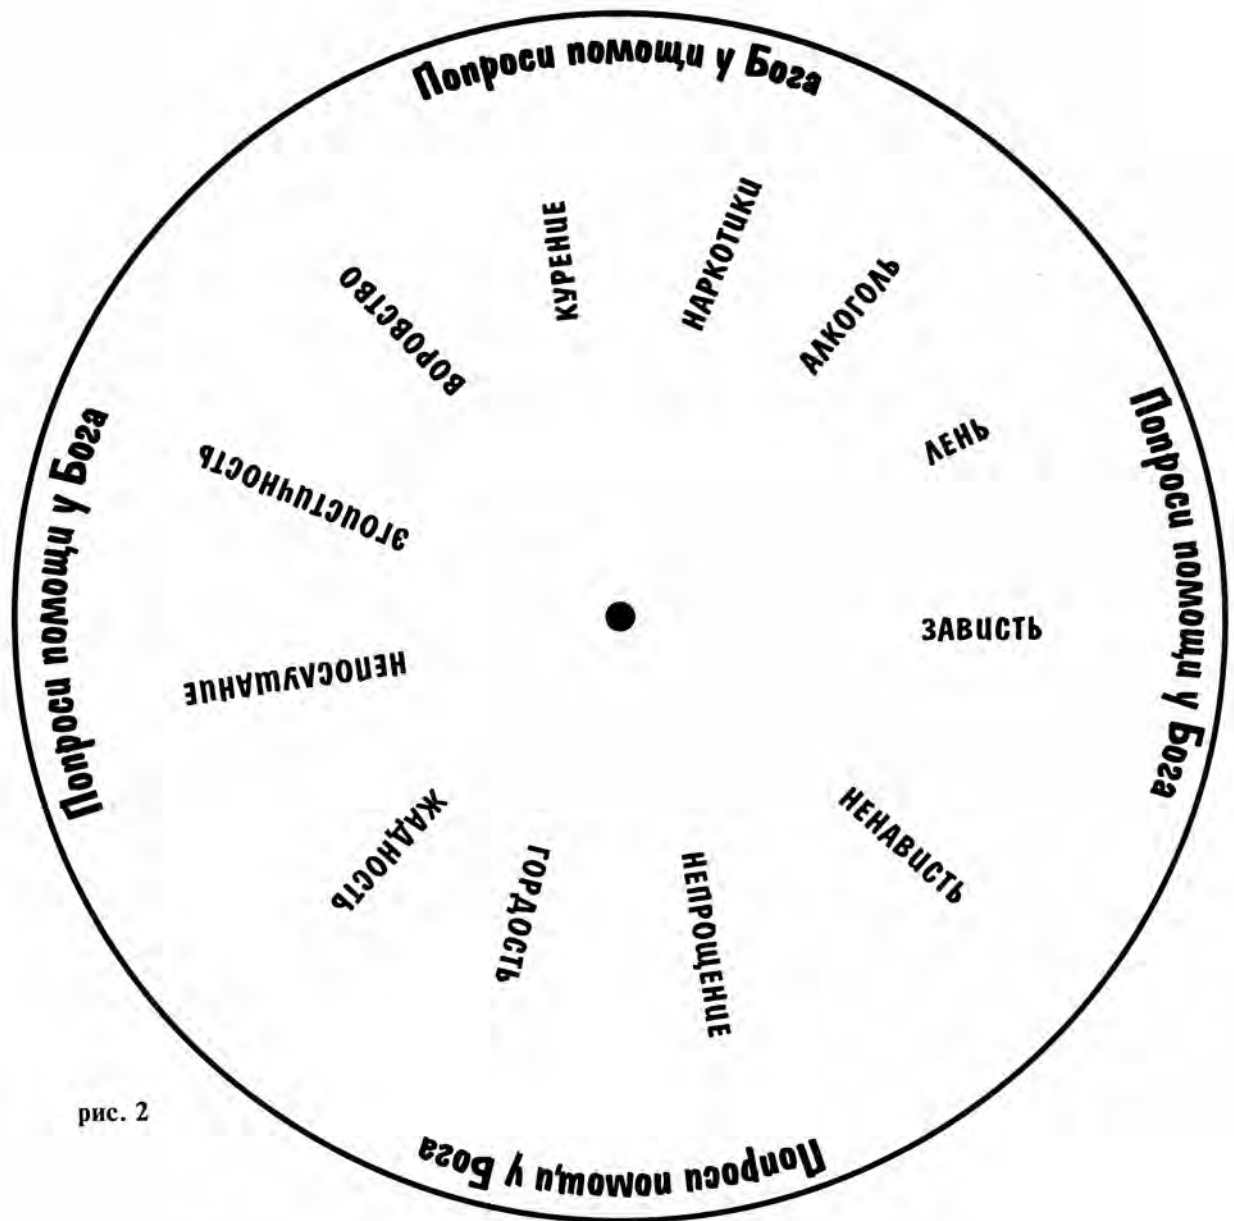 Попроси помощи у Бога
КУРЕНИЕ
НАРКОТИКИ
АЛКОГОЛЬ
ЛЕНЬ
ЗАВИСТЬ
НЕНАВИСТЬ
НЕПРОЩЕНИЕ
ГОРДОСТЬ
ЖАДНОСТЬ
НЕПОСЛУШАНИЕ
ЭГОИСТИЧНОСТЬ
ВОРОВСТВО
Попроси помощи у Бога
Попроси помощи у Бога
Попроси помощи у Бога
рис. 2